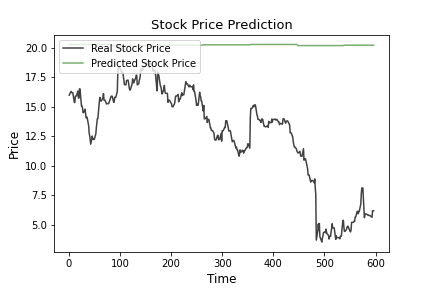 Stock Price Prediction
Real Stock Price
Predicted Stock Price
20.0
17.5
15.0
12.5
10.0
7.5
5.0
Price
0 100 200 300 400 500 600
Time